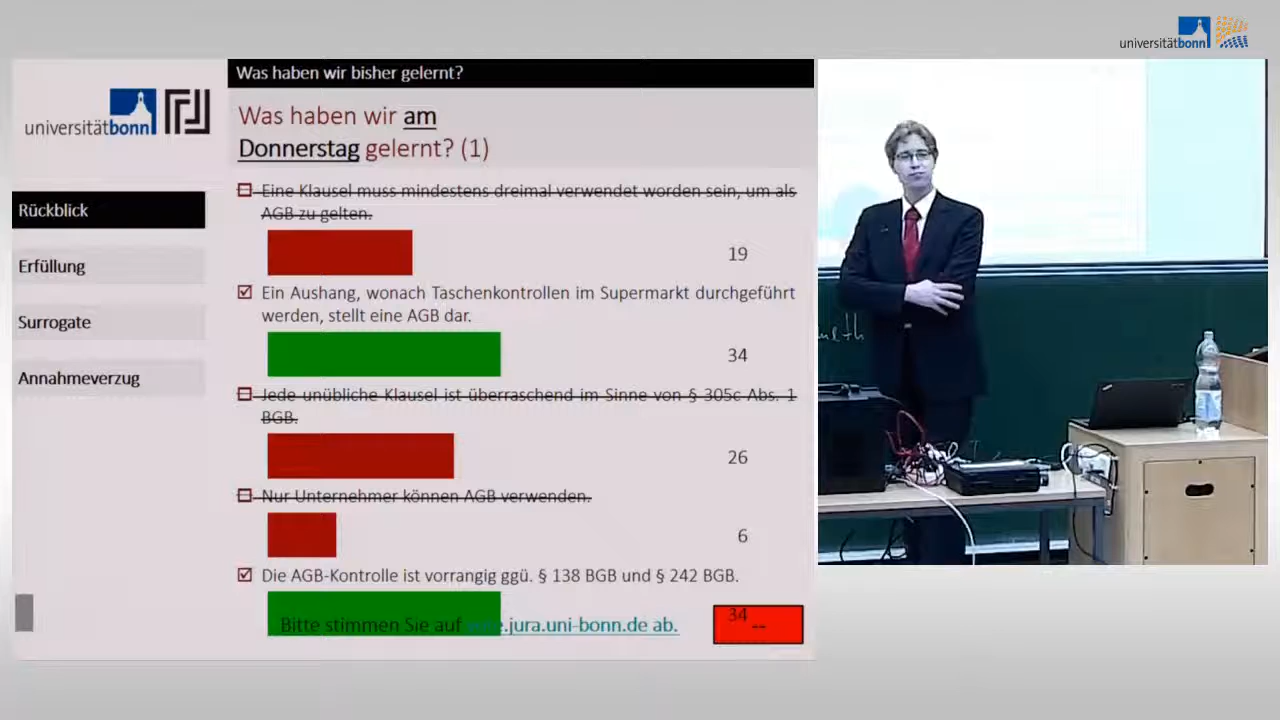 universitätbonn
Was haben wir bisher gelernt?
universitätbonn
Was haben wir am
Donnerstag gelernt? (1)
Rückblick
Erfüllung
Surrogate
Annahmeverzug
Eine Klausel muss mindestens dreimal verwendet worden sein, um als
AGB zu gelten.
19
Ein Aushang, wonach Taschenkontrollen im Supermarkt durchgeführt
werden, stellt eine AGB dar.
34
Jede unübliche Klausel ist überraschend im Sinne von § 305c Abs. 1
BGB.
26
Nur Unternehmer können AGB verwenden.
6
Die AGB-Kontrolle ist vorrangig ggü. § 138 BGB und § 242 BGB.
34
Bitte stimmen Sie auf .jura.uni-bonn.de ab.
--